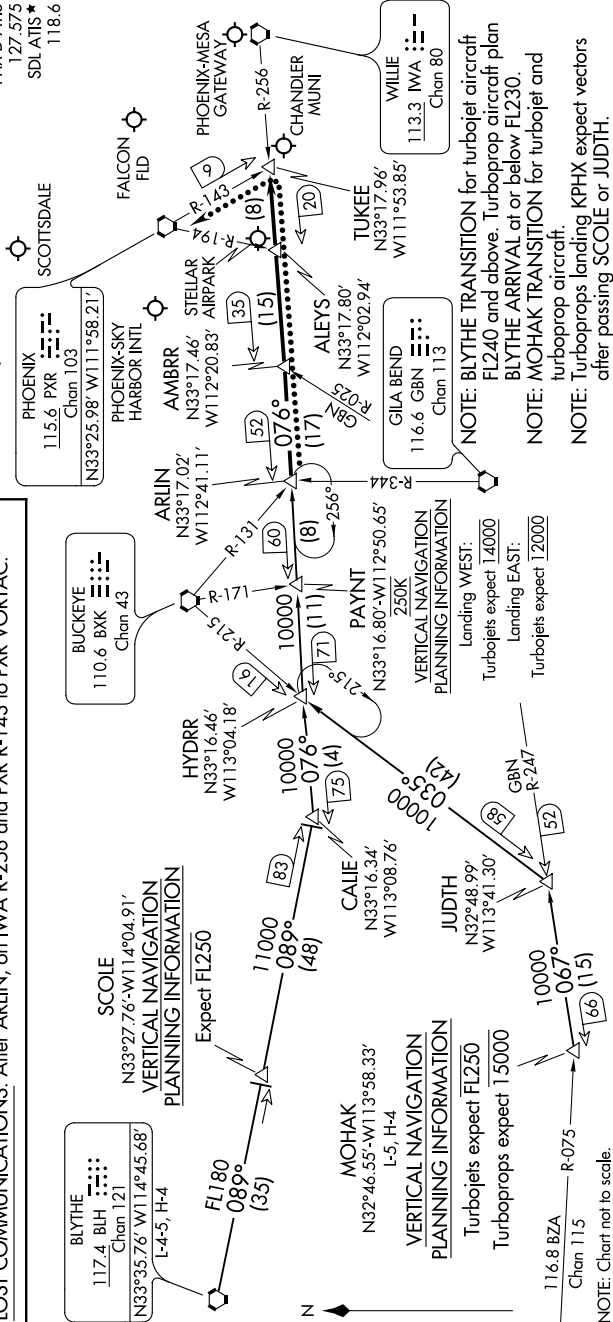 LOST COMMUNICATIONS: After ARLIN, on IWA R-256 and PXR R-143 to PXR VORTAC.
127.575
SDL ATIS★
118.6
BLYTHE
117.4 BLH
Chan 121
N33°35.76' W114°45.68'
L-4-5, H-4
FL180
089°
(35)
SCOLE
N33°27.76'-W114°04.91'
VERTICAL NAVIGATION
PLANNING INFORMATION
Expect FL250
11000
089°
(48)
83
CALIE
N33°16.34'
W113°08.76'
75
10000
076°
(4)
HYDRR
N33°16.46'
W113°04.18'
16
71
215°
BUCKEYE
110.6 BXK
Chan 43
R-215
R-171
R-131
10000
(11)
60
PAYNT
N33°16.80'-W112°50.65'
250K
VERTICAL NAVIGATION
PLANNING INFORMATION
Landing WEST:
Turbojets expect 14000
Landing EAST:
Turbojets expect 12000
(8)
256°
ARLIN
N33°17.02'
W112°41.11'
52
076°
(17)
R-344
GILA BEND
116.6 GBN
Chan 113
GBN
R-025
AMBRR
N33°17.46'
W112°20.83'
35
(15)
ALEYS
N33°17.80'
W112°02.94'
STELLAR
AIRPARK
20
(8)
TUKEE
N33°17.96'
W111°53.85'
PHOENIX
115.6 PXR
Chan 103
N33°25.98' W111°58.21'
PHOENIX-SKY
HARBOR INTL
SCOTTSDALE
FALCON
FLD
R-194
R-143
9
PHOENIX-MESA
GATEWAY
CHANDLER
MUNI
R-256
WILLIE
113.3 IWA
Chan 80
10000
035°
(42)
58
GBN
R-247
52
JUDTH
N32°48.99'
W113°41.30'
10000
067°
(15)
66
MOHAK
N32°46.55'-W113°58.33'
L-5, H-4
VERTICAL NAVIGATION
PLANNING INFORMATION
Turbojets expect FL250
Turboprops expect 15000
116.8 BZA
Chan 115
R-075
N
NOTE: Chart not to scale.
NOTE: BLYTHE TRANSITION for turbojet aircraft
FL240 and above. Turboprop aircraft plan
BLYTHE ARRIVAL at or below FL230.
NOTE: MOHAK TRANSITION for turbojet and
turboprop aircraft.
NOTE: Turboprops landing KPHX expect vectors
after passing SCOLE or JUDTH.